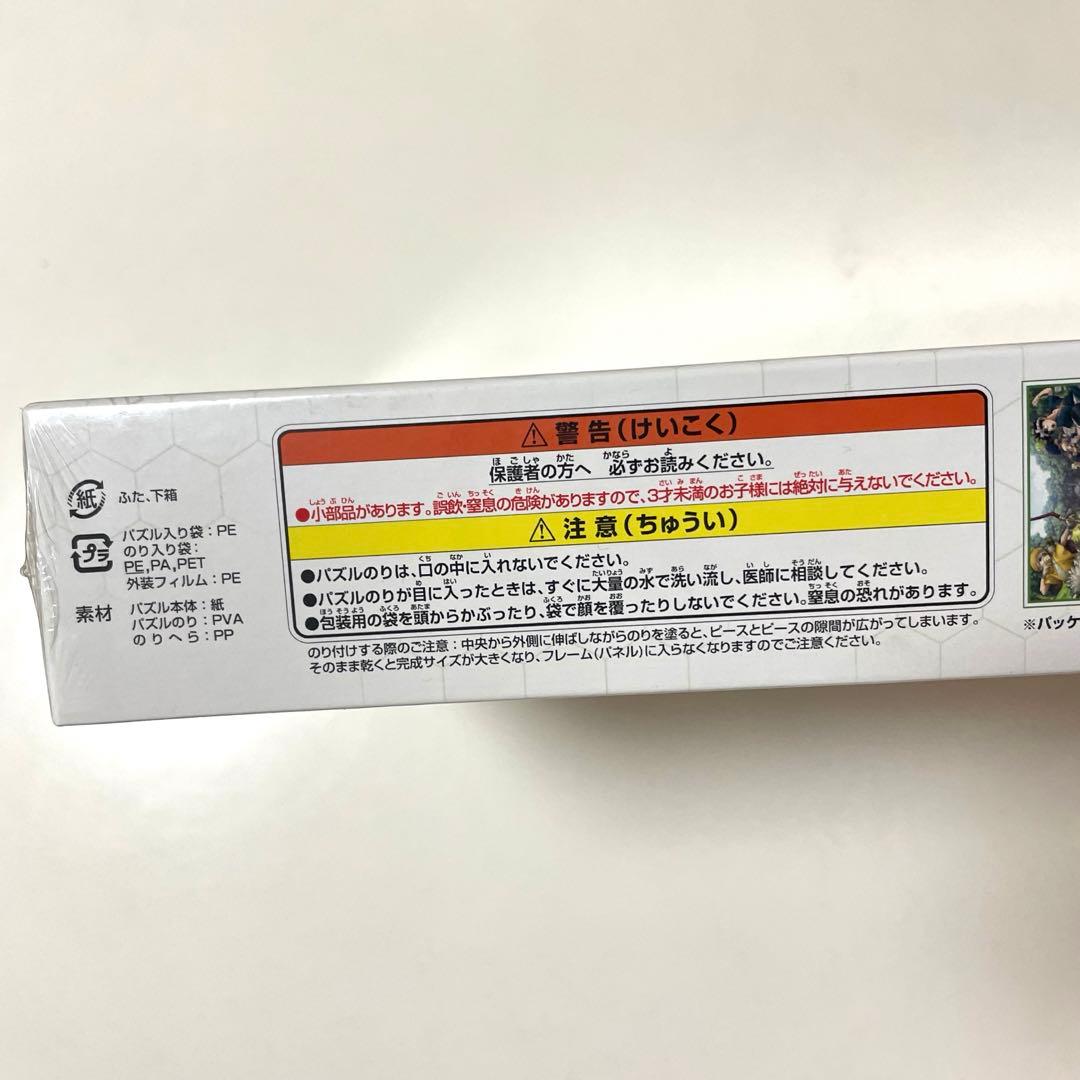 紙 ふた、下箱
プラ パズル入り袋：PE
のり入り袋：
PE,PA,PET
外装フィルム：PE
素材 パズル本体：紙
パズルのり：PVA
のりへら：PP
警告（けいこく）
保護者の方へ 必ずお読みください。
●小部品があります。誤飲・窒息の危険がありますので、3才未満のお子様には絶対に与えないでください。
注意（ちゅうい）
●パズルのりは、口の中に入れないでください。
●パズルのりが目に入ったときは、すぐに大量の水で洗い流し、医師に相談してください。
●包装用の袋を頭からかぶったり、袋で顔を覆ったりしないでください。窒息の恐れがあります。
のり付けする際のご注意：中央から外側に伸ばしながらのりを塗ると、ピースとピースの隙間が広がってしまいます。
そのまま乾くと完成サイズが大きくなり、フレーム（パネル）に入らなくなりますのでご注意ください。
※パッケ